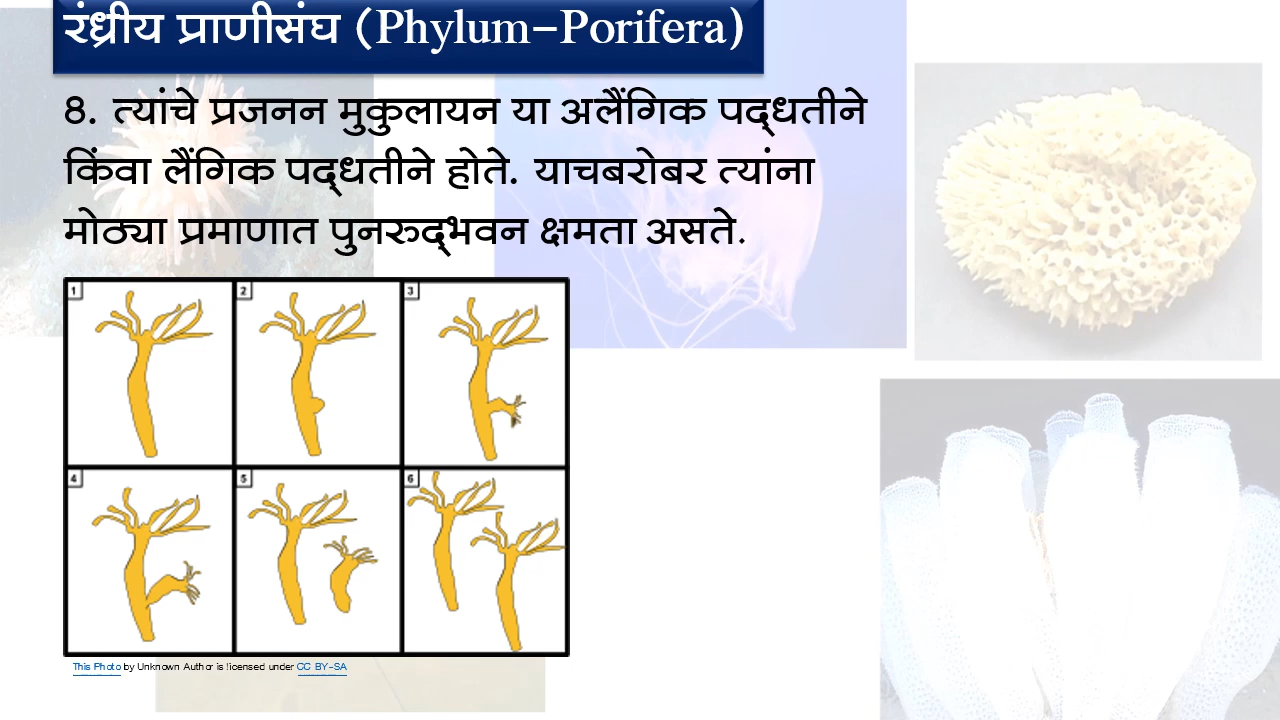 रंध्रीय प्राणीसंघ (Phylum–Porifera)
8. त्यांचे प्रजनन मुकुलायन या अलैंगिक पद्धतीने
किंवा लैंगिक पद्धतीने होते. याचबरोबर त्यांना
मोठ्या प्रमाणात पुनरुद्भवन क्षमता असते.
1 2 3
4 5 6
This Photo by Unknown Author is licensed under CC BY-SA